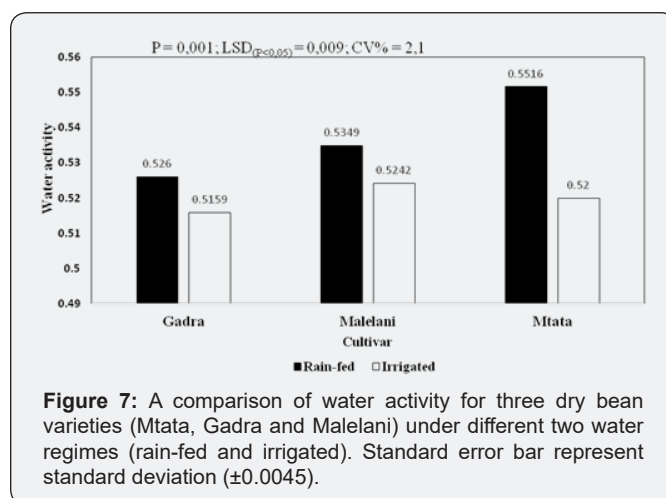 P = 0,001; LSD(P<0,05) = 0,009; CV% = 2,1
0.56
0.55
0.54
0.53
0.52
0.51
0.5
0.49
Water activity
0.526
0.5159
0.5349
0.5242
0.5516
0.52
Gadra Malelani Mtata
Cultivar
■Rain-fed □Irrigated
Figure 7: A comparison of water activity for three dry bean
varieties (Mtata, Gadra and Malelani) under different two water
regimes (rain-fed and irrigated). Standard error bar represent
standard deviation (±0.0045).